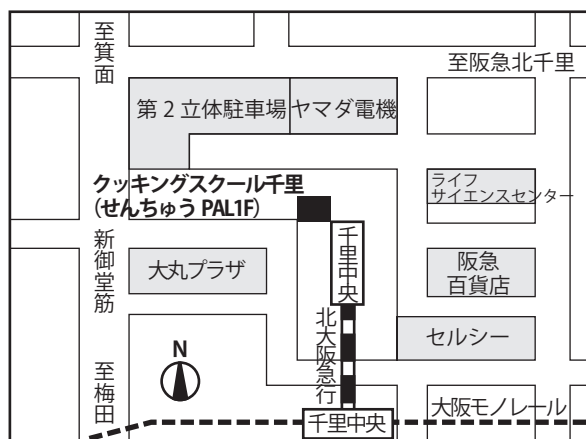 至箕面
至阪急北千里
第２立体駐車場
ヤマダ電機
クッキングスクール千里
(せんちゅう PAL1F)
ライフ
サイエンスセンター
千里中央
新御堂筋
大丸プラザ
阪急
百貨店
北大阪急行
セルシー
N
至梅田
大阪モノレール
千里中央